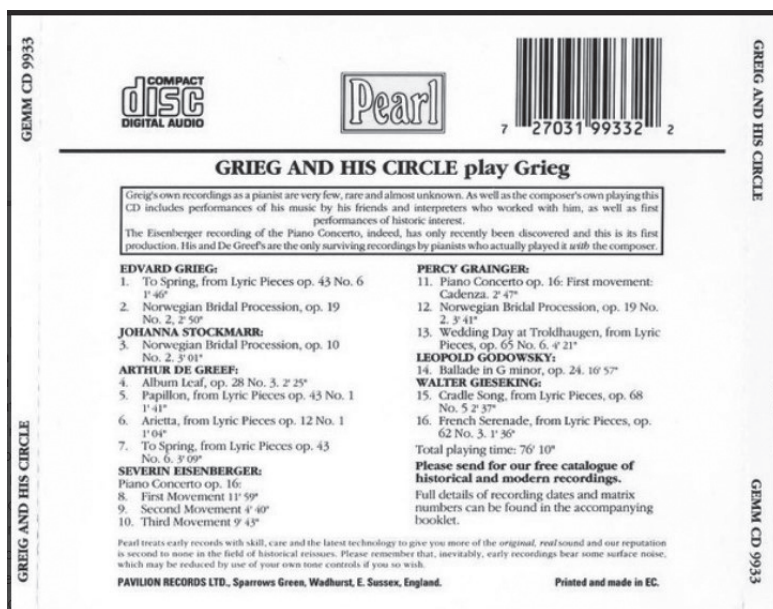 GEMM CD 9933
GREIG AND HIS CIRCLE
COMPACT
disc
DIGITAL AUDIO
Pearl
7 27031 99332 2
GRIEG AND HIS CIRCLE play Grieg
Greig's own recordings as a pianist are very few, rare and almost unknown. As well as the composer's own playing this
CD includes performances of his music by his friends and interpreters who worked with him, as well as first
performances of historic interest.
The Eisenberger recording of the Piano Concerto, indeed, has only recently been discovered and this is its first
production. His and De Greef's are the only surviving recordings by pianists who actually played it with the composer.
EDVARD GRIEG:
1. To Spring, from Lyric Pieces op. 43 No. 6
1' 46"
2. Norwegian Bridal Procession, op. 19
No. 2, 2' 50"
JOHANNA STOCKMARR:
3. Norwegian Bridal Procession, op. 10
No. 2. 3' 01"
ARTHUR DE GREEF:
4. Album Leaf, op. 28 No. 3. 2' 25"
5. Papillon, from Lyric Pieces op. 43 No. 1
1' 41"
6. Arietta, from Lyric Pieces op. 12 No. 1
1' 04"
7. To Spring, from Lyric Pieces op. 43
No. 6. 3' 09"
SEVERIN EISENBERGER:
Piano Concerto op. 16:
8. First Movement 11' 59"
9. Second Movement 4' 40"
10. Third Movement 9' 43"
PERCY GRAINGER:
11. Piano Concerto op. 16: First movement:
Cadenza. 2' 47"
12. Norwegian Bridal Procession, op. 19 No.
2. 3' 41"
13. Wedding Day at Troldhaugen, from Lyric
Pieces, op. 65 No. 6. 4' 21"
LEOPOLD GODOWSKY:
14. Ballade in G minor, op. 24. 16' 57"
WALTER GIESEKING:
15. Cradle Song, from Lyric Pieces, op. 68
No. 5 2' 37"
16. French Serenade, from Lyric Pieces, op.
62 No. 3. 1' 36"
Total playing time: 76' 10"
Please send for our free catalogue of
historical and modern recordings.
Full details of recording dates and matrix
numbers can be found in the accompanying
booklet.
Pearl treats early records with skill, care and the latest technology to give you more of the original, real sound and our reputation
is second to none in the field of historical reissues. Please remember that, inevitably, early recordings bear some surface noise,
which may be reduced by use of your own tone controls if you so wish.
PAVILION RECORDS LTD., Sparrows Green, Wadhurst, E. Sussex, England.
Printed and made in EC.
GREIG AND HIS CIRCLE
GEMM CD 9933